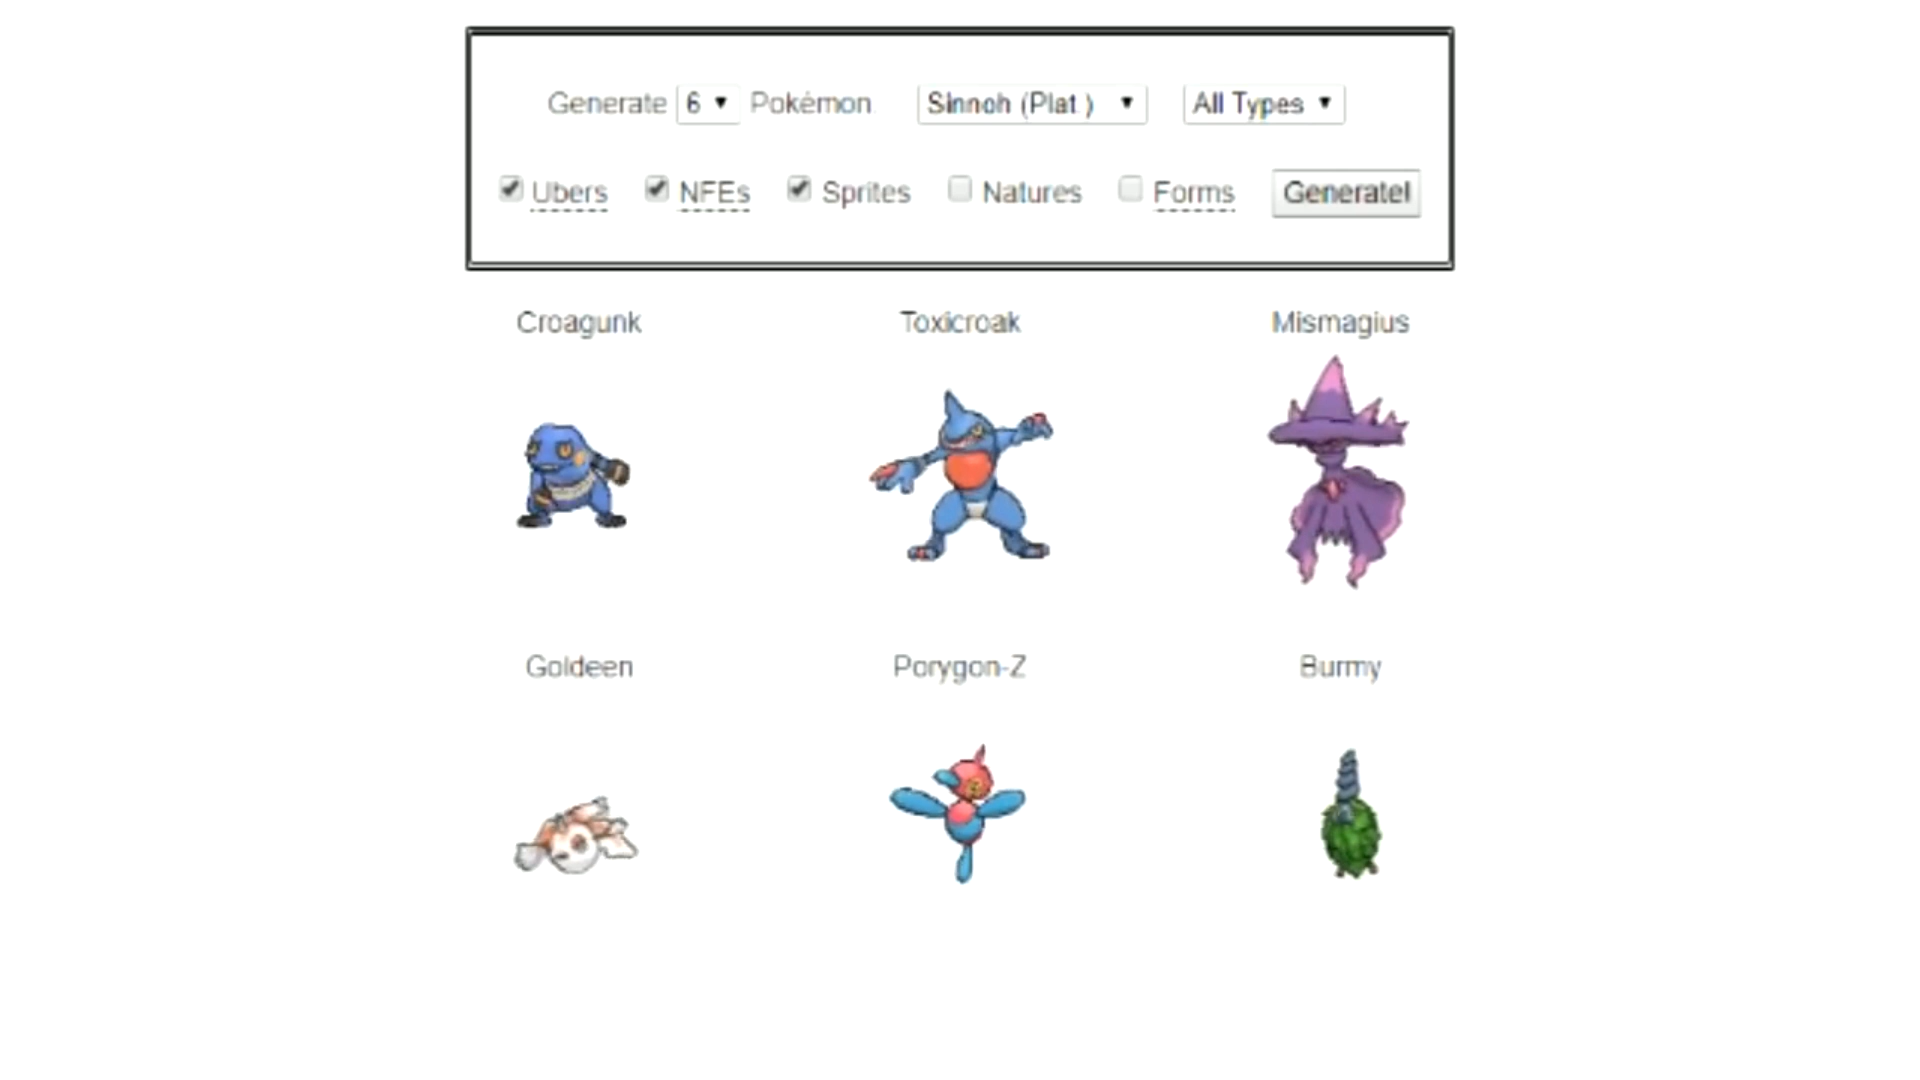 Generate 6 Pokémon Sinnoh (Plat.) All Types
Ubers NFEs Sprites Natures Forms Generate!
Croagunk Toxicroak Mismagius
Goldeen Porygon-Z Burmy